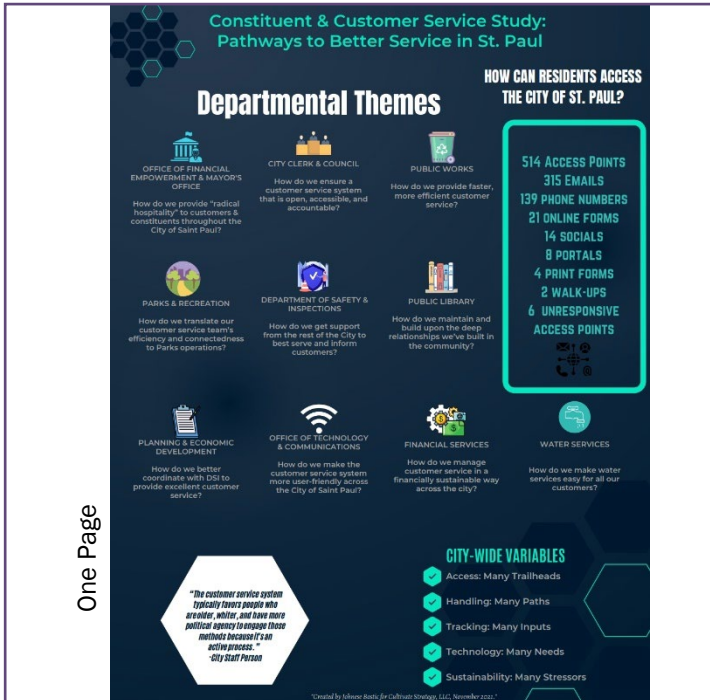 One Page
Constituent & Customer Service Study:
Pathways to Better Service in St. Paul
Departmental Themes
HOW CAN RESIDENTS ACCESS
THE CITY OF ST. PAUL?
514 ACCESS POINTS
315 EMAILS
139 PHONE NUMBERS
21 ONLINE FORMS
14 SOCIALS
8 PORTALS
4 PRINT FORMS
2 WALK-UPS
6 UNRESPONSIVE
ACCESS POINTS
OFFICE OF FINANCIAL
EMPOWERMENT & MAYOR'S
OFFICE
How do we provide "radical
hospitality" to customers &
constituents throughout the
City of Saint Paul?
CITY CLERK & COUNCIL
How do we ensure a
customer service system
that is open, accessible, and
accountable?
PUBLIC WORKS
How do we provide faster,
more efficient customer
service?
PARKS & RECREATION
How do we translate our
customer service team's
efficiency and connectedness
to Parks operations?
DEPARTMENT OF SAFETY &
INSPECTIONS
How do we get support
from the rest of the City to
best serve and inform
customers?
PUBLIC LIBRARY
How do we maintain and
build upon the deep
relationships we've built in
the community?
PLANNING & ECONOMIC
DEVELOPMENT
How do we better
coordinate with DSI to
provide excellent customer
service?
OFFICE OF TECHNOLOGY
& COMMUNICATIONS
How do we make the
customer service system
more user-friendly across
the City of Saint Paul?
FINANCIAL SERVICES
How do we manage
customer service in a
financially sustainable way
across the city?
WATER SERVICES
How do we make water
services easy for all our
customers?
"The customer service system
typically favors people who
are older, whiter, and have more
political agency to engage those
methods because it's an
active process."
-City Staff Person
CITY-WIDE VARIABLES
Access: Many Trailheads
Handling: Many Paths
Tracking: Many Inputs
Technology: Many Needs
Sustainability: Many Stressors
"Created by Johnese Bostic for Cultivate Strategy, LLC, November 2021."